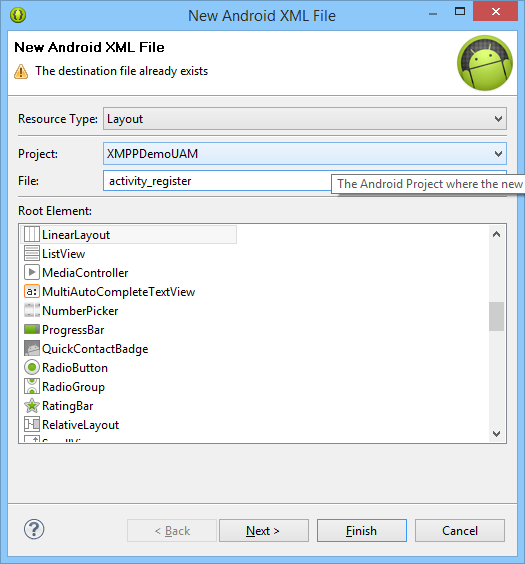 New Android XML File
New Android XML File
The destination file already exists
Resource Type: Layout
Project: XMPPDemoUAM
File: activity_register
The Android Project where the new
Root Element:
LinearLayout
ListView
MediaController
a: MultiAutoCompleteTextView
NumberPicker
ProgressBar
QuickContactBadge
RadioButton
RadioGroup
RatingBar
RelativeLayout
? < Back Next > Finish Cancel